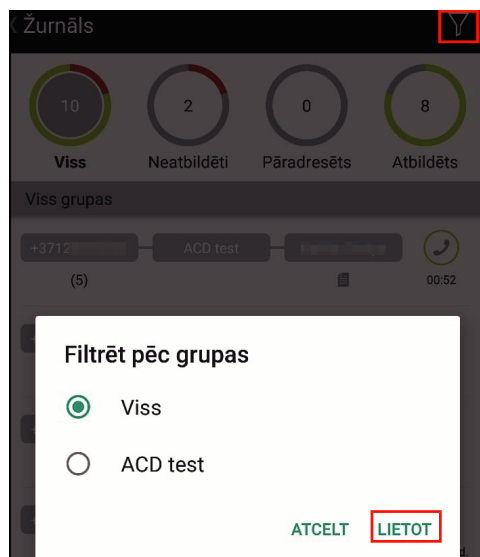 Žurnāls
10 2 0 8
Viss Neatbildēti Pāradresēts Atbildēts
Viss grupas
+3712 ACD test
(5) 00:52
Filtrēt pēc grupas
Viss
ACD test
ATCELT LIETOT